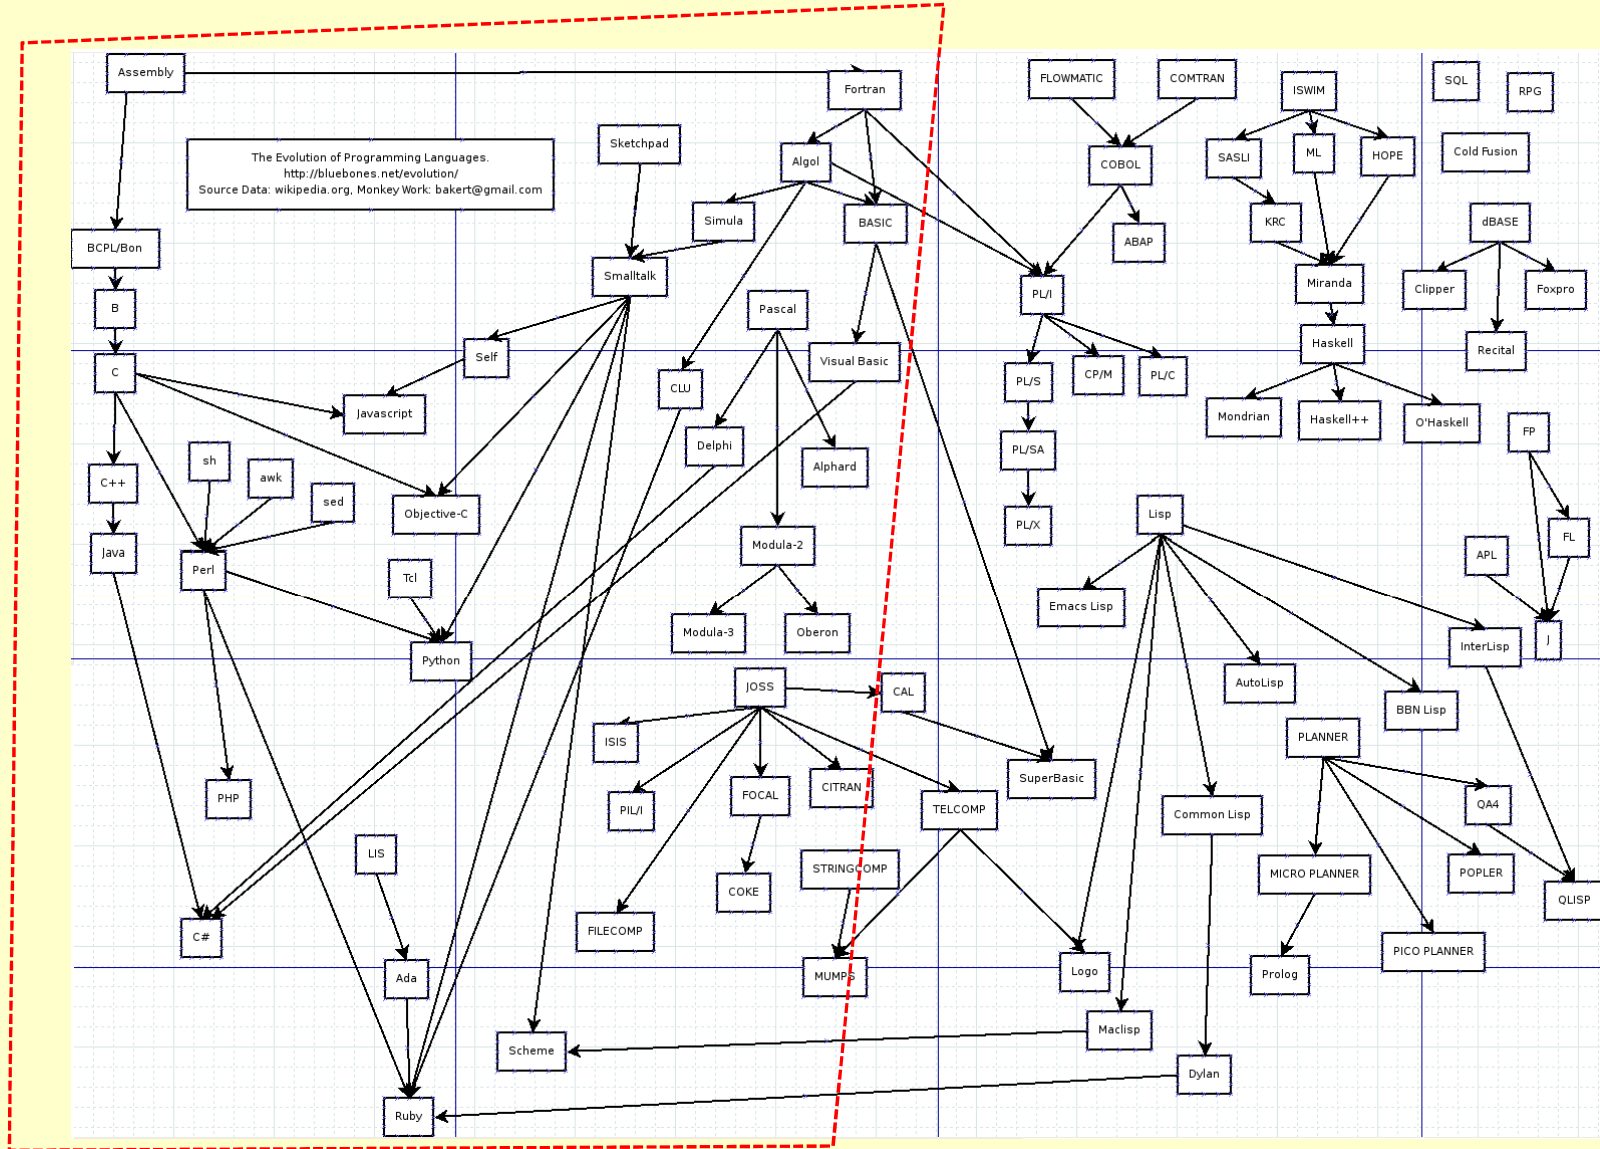 Assembly
Fortran
FLOWMATIC
COMTRAN
ISWIM
SQL
RPG
Sketchpad
Algol
COBOL
SASLI
ML
HOPE
Cold Fusion
The Evolution of Programming Languages.
http://bluebones.net/evolution/
Source Data: wikipedia.org, Monkey Work: bakert@gmail.com
Simula
BASIC
ABAP
KRC
dBASE
BCPL/Bon
Smalltalk
PL/I
Miranda
Clipper
Foxpro
B
Pascal
Self
Visual Basic
Haskell
Recital
C
CLU
PL/S
CP/M
PL/C
Javascript
Mondrian
Haskell++
O'Haskell
sh
awk
Delphi
Alphard
PL/SA
FP
C++
sed
Objective-C
PL/X
Lisp
Java
Perl
Tcl
Modula-2
APL
FL
Emacs Lisp
Modula-3
Oberon
InterLisp
J
Python
JOSS
CAL
AutoLisp
BBN Lisp
ISIS
PLANNER
PHP
PIL/I
FOCAL
CITRAN
TELCOMP
SuperBasic
Common Lisp
QA4
LIS
STRINGCOMP
MICRO PLANNER
POPLER
COKE
QLISP
C#
FILECOMP
PICO PLANNER
Ada
MUMPS
Logo
Prolog
Scheme
Maclisp
Dylan
Ruby